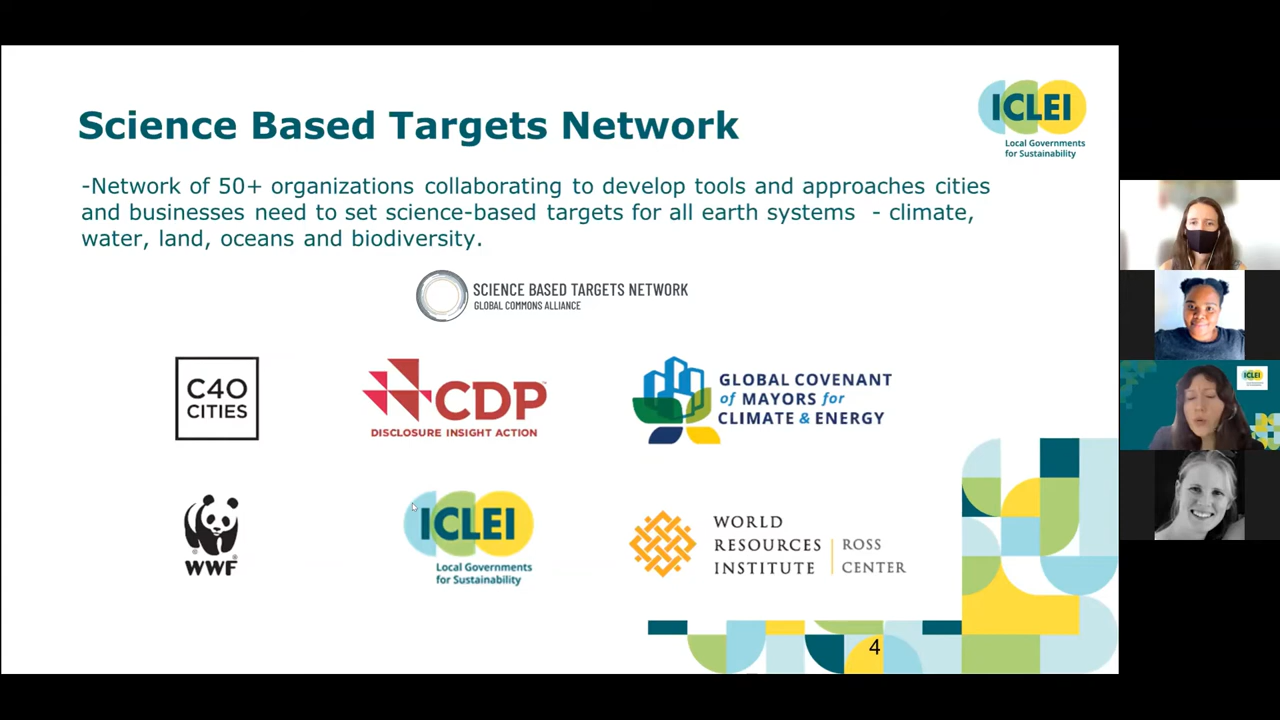 Science Based Targets Network
ICLEI
Local Governments
for Sustainability
-Network of 50+ organizations collaborating to develop tools and approaches cities
and businesses need to set science-based targets for all earth systems - climate,
water, land, oceans and biodiversity.
SCIENCE BASED TARGETS NETWORK
GLOBAL COMMONS ALLIANCE
C40
CITIES
CDP
DISCLOSURE INSIGHT ACTION
GLOBAL COVENANT
of MAYORS for
CLIMATE & ENERGY
WWF
ICLEI
Local Governments
for Sustainability
WORLD
RESOURCES
INSTITUTE
ROSS
CENTER
4
ICLEI